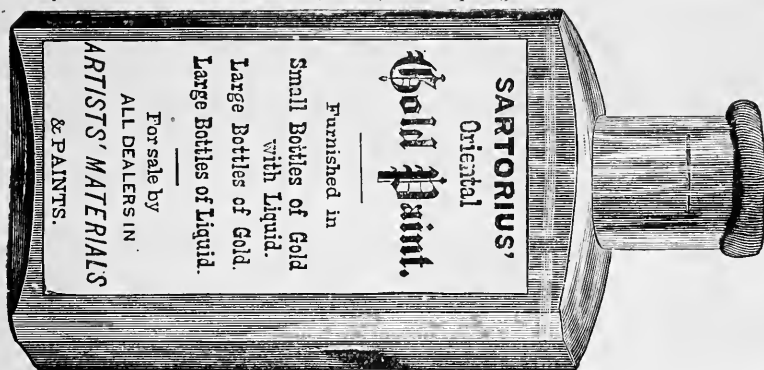 SARTORIUS'
Oriental
Gold Paint.
Furnished in
Small Bottles of Gold
with Liquid.
Large Bottles of Gold.
Large Bottles of Liquid.
For sale by
ALL DEALERS IN
ARTISTS' MATERIALS
& PAINTS.